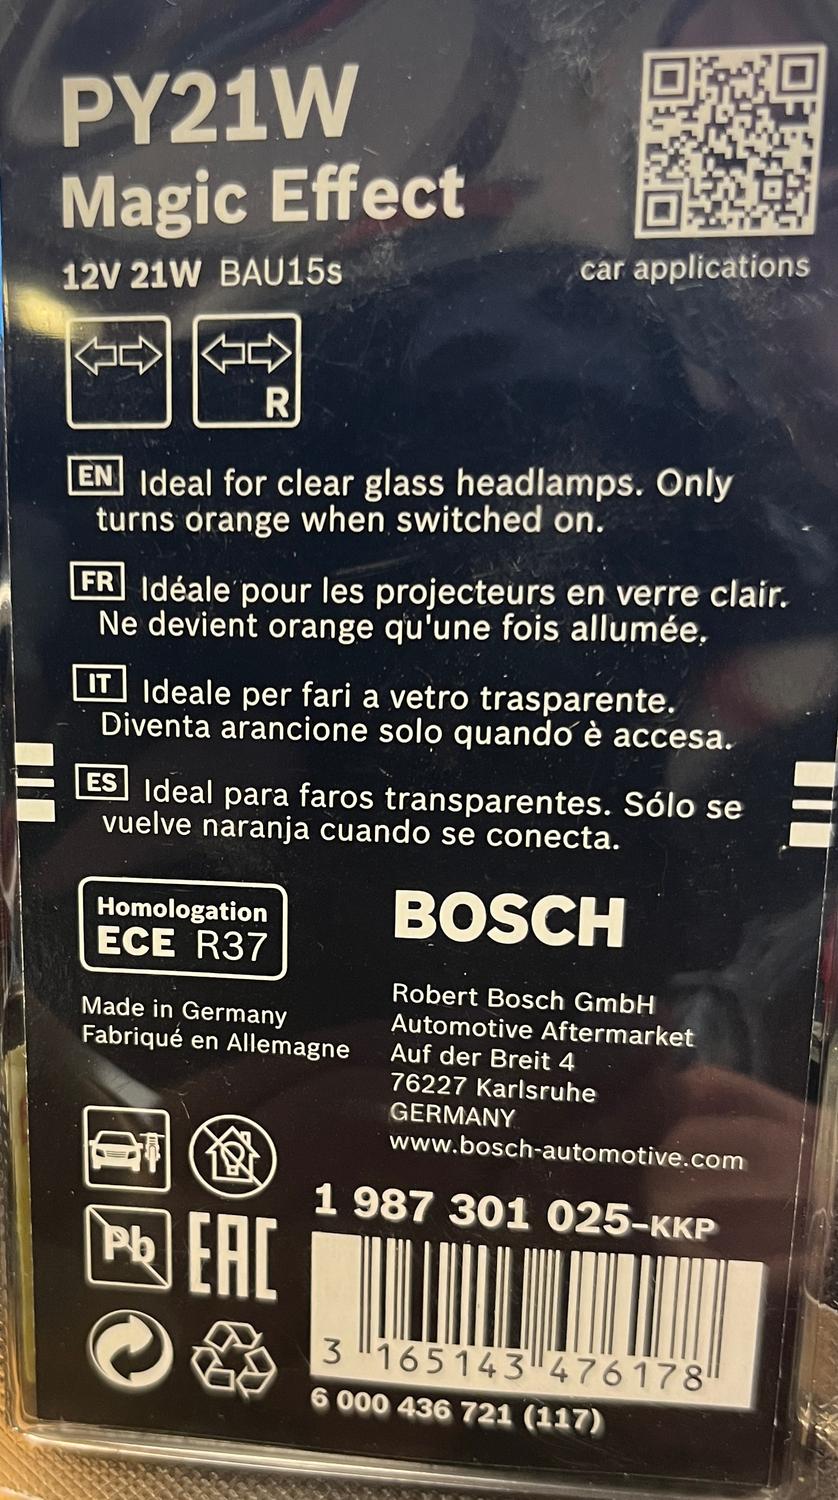 PY21W
Magic Effect
12V 21W BAU15s
car applications
R
EN Ideal for clear glass headlamps. Only
turns orange when switched on.
FR Idéale pour les projecteurs en verre clair.
Ne devient orange qu'une fois allumée.
IT Ideale per fari a vetro trasparente.
Diventa arancione solo quando è accesa.
ES Ideal para faros transparentes. Sólo se
vuelve naranja cuando se conecta.
Homologation
ECE R37
BOSCH
Made in Germany
Fabriqué en Allemagne
Robert Bosch GmbH
Automotive Aftermarket
Auf der Breit 4
76227 Karlsruhe
GERMANY
www.bosch-automotive.com
Pb
EAC
1 987 301 025-KKP
3 165143 476178
6 000 436 721 (117)